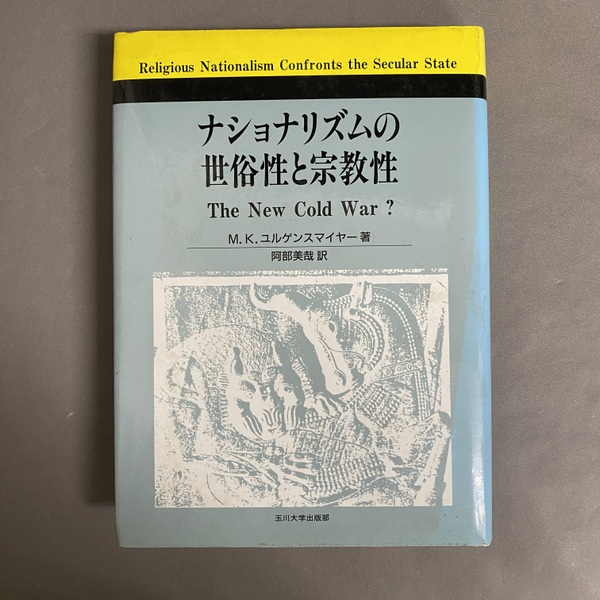 Religious Nationalism Confronts the Secular State
ナショナリズムの
世俗性と宗教性
The New Cold War ?
M. K. ユルゲンスマイヤー 著
阿部美哉 訳
玉川大学出版部